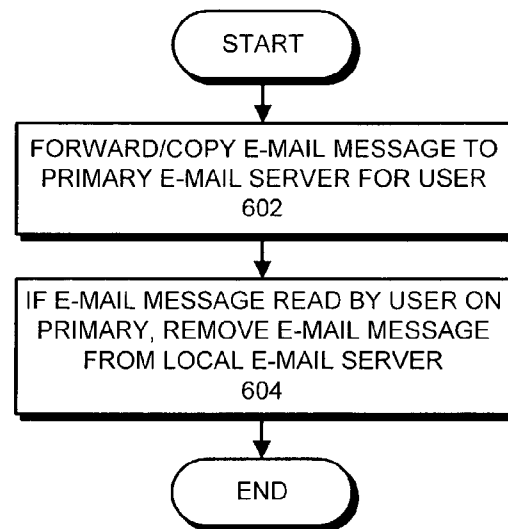 START
FORWARD/COPY E-MAIL MESSAGE TO
PRIMARY E-MAIL SERVER FOR USER
602
IF E-MAIL MESSAGE READ BY USER ON
PRIMARY, REMOVE E-MAIL MESSAGE
FROM LOCAL E-MAIL SERVER
604
END